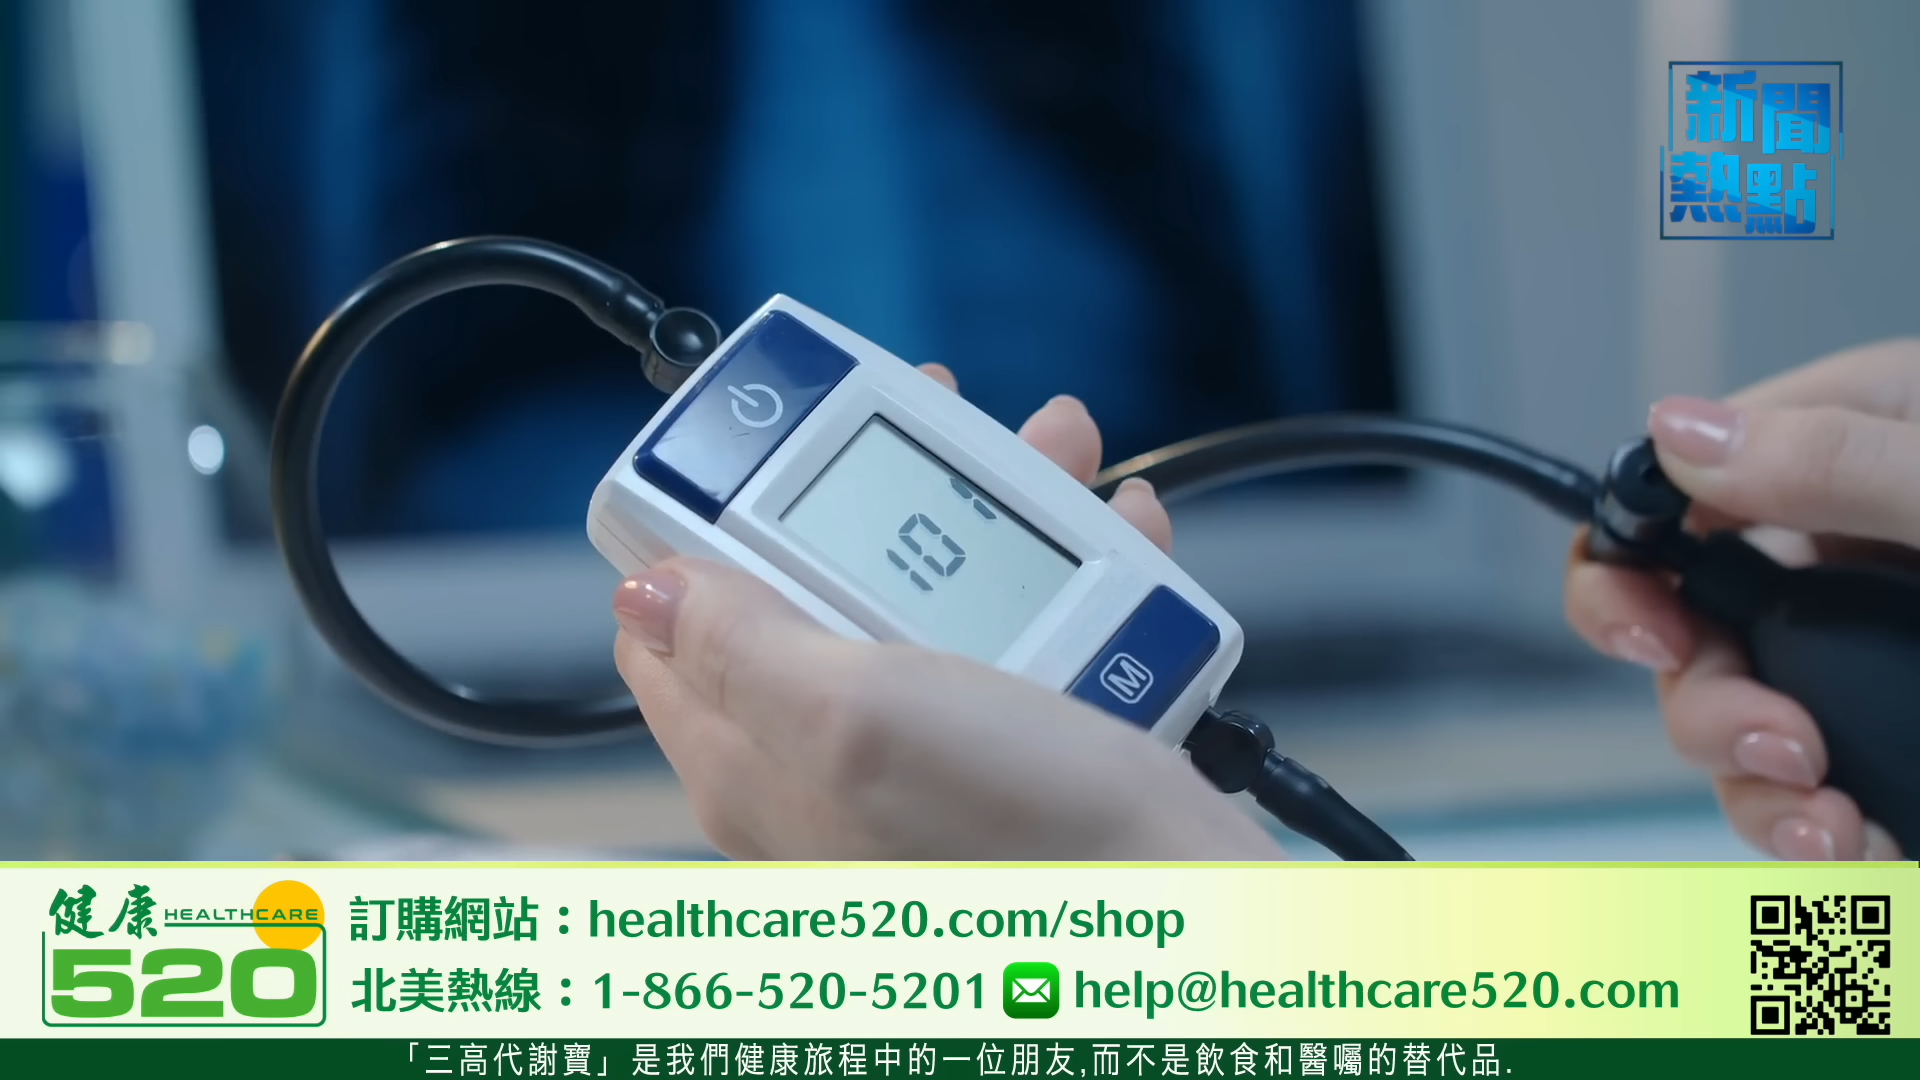 新聞
熱點
10
M
健康 HEALTHCARE
520
訂購網站：healthcare520.com/shop
北美熱線：1-866-520-5201 help@healthcare520.com
「三高代謝寶」是我們健康旅程中的一位朋友,而不是飲食和醫囑的替代品.